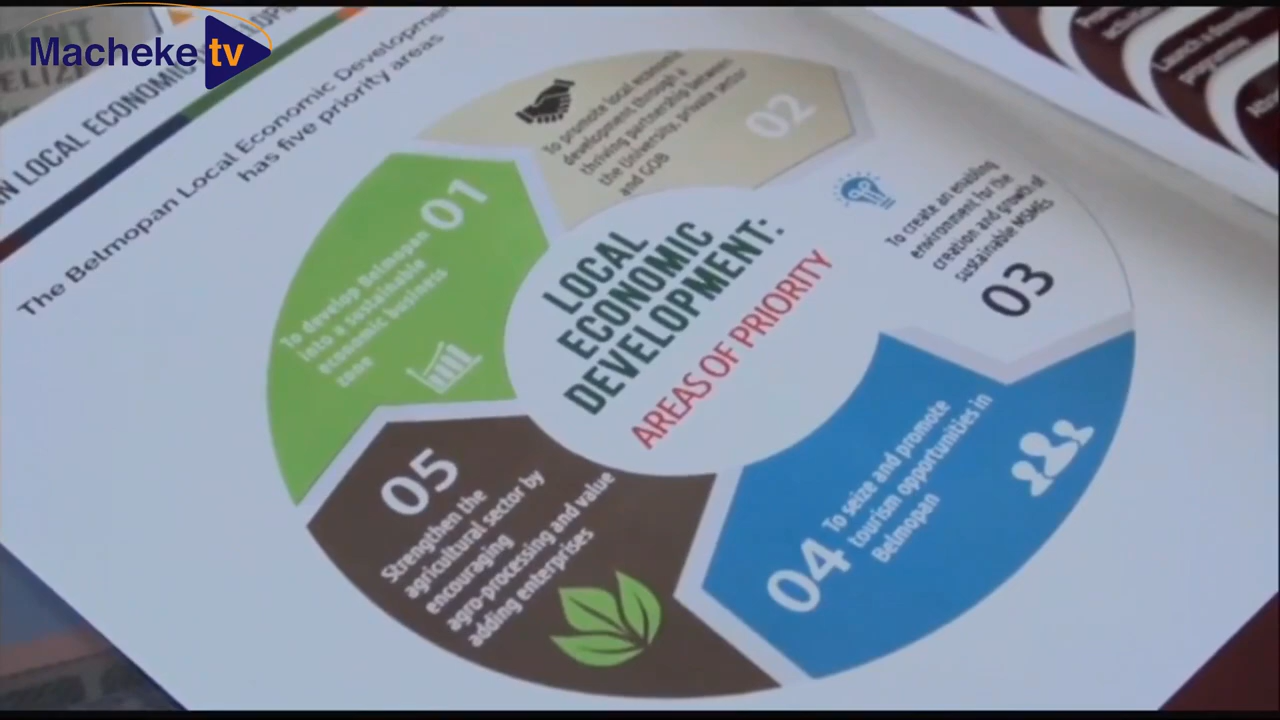 Macheke tv
MENT
ELIZE
N LOCAL ECONOMIC
The Belmopan Local Economic Developmen
has five priority areas
LOCAL
ECONOMIC
DEVELOPMENT:
AREAS OF PRIORITY
01
To develop Belmopan
into a sustainable
economic business
zone
02
To promote local economic
development through a
thriving partnership between
the University, private sector
and GOB
03
To create an enabling
environment for the
creation and growth of
sustainable MSMES
04
To seize and promote
tourism opportunities in
Belmopan
05
Strengthen the
agricultural sector by
encouraging
agro-processing and value
adding enterprises